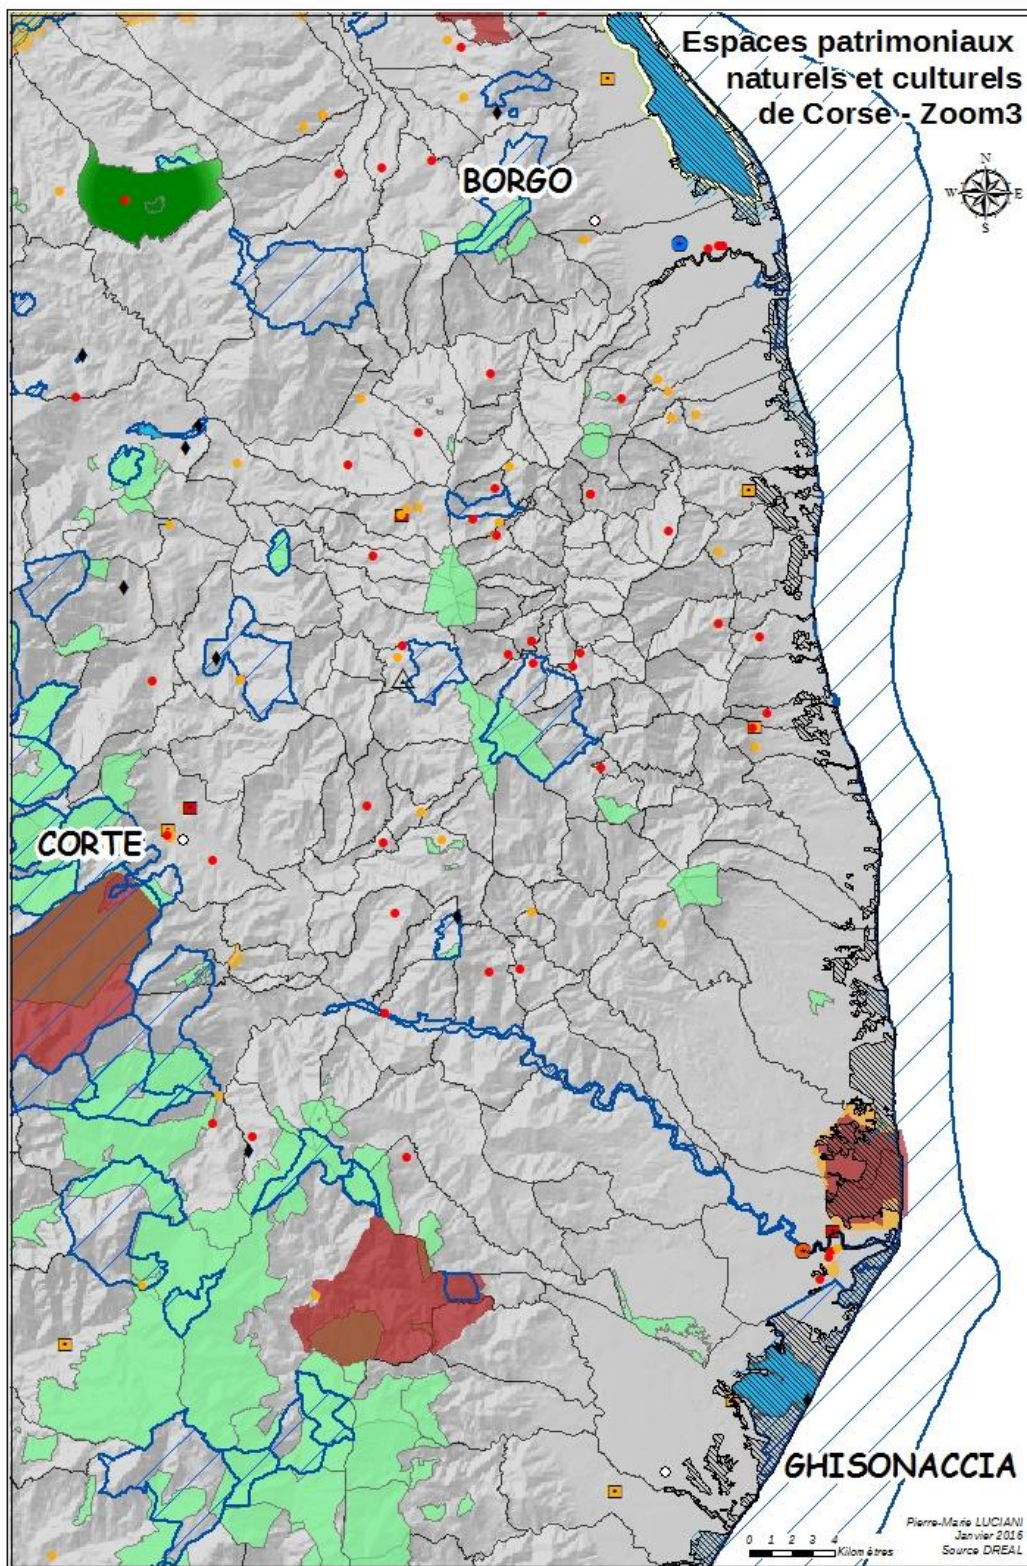 Espaces patrimoniaux
naturels et culturels
de Corse - Zoom3
N
W E
S
BORGO
CORTE
GHISONACCIA
Pierre-Marie LUCIANI
Janvier 2016
Source DREAL
0 1 2 3 4
Kilomètres